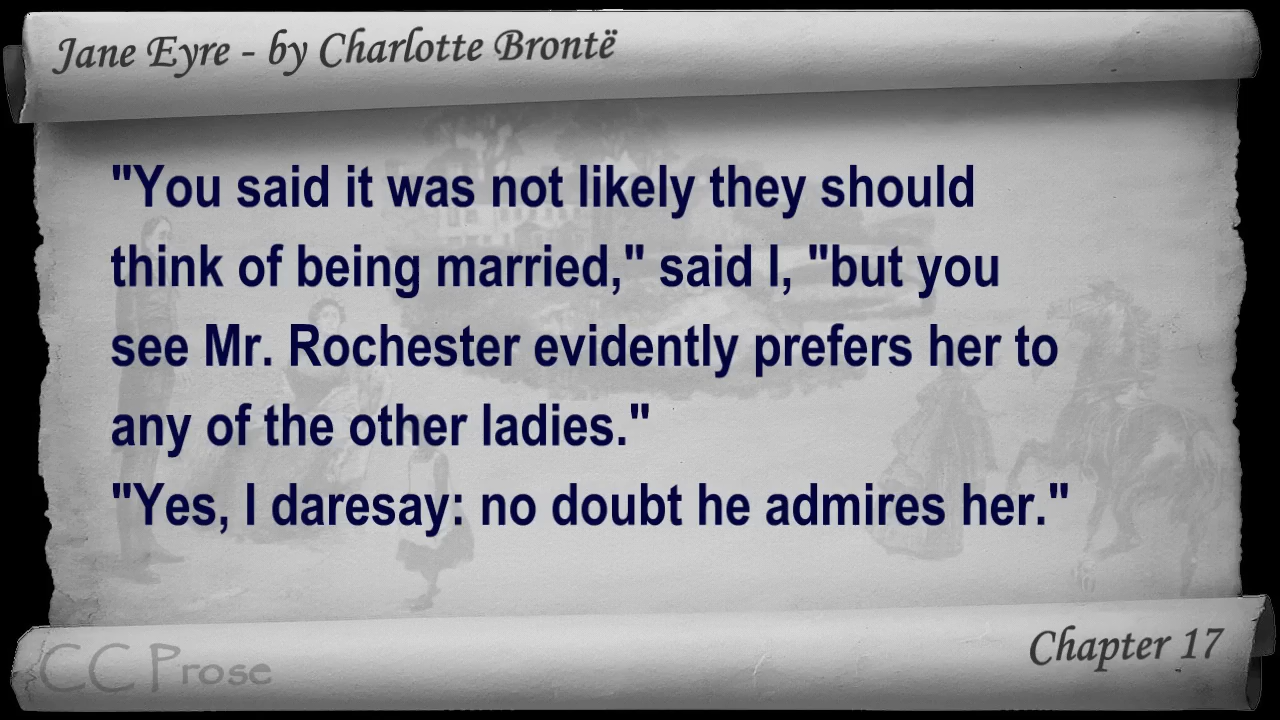 Jane Eyre - by Charlotte Brontë
"You said it was not likely they should
think of being married," said I, "but you
see Mr. Rochester evidently prefers her to
any of the other ladies."
"Yes, I daresay: no doubt he admires her."
CC Prose
Chapter 17